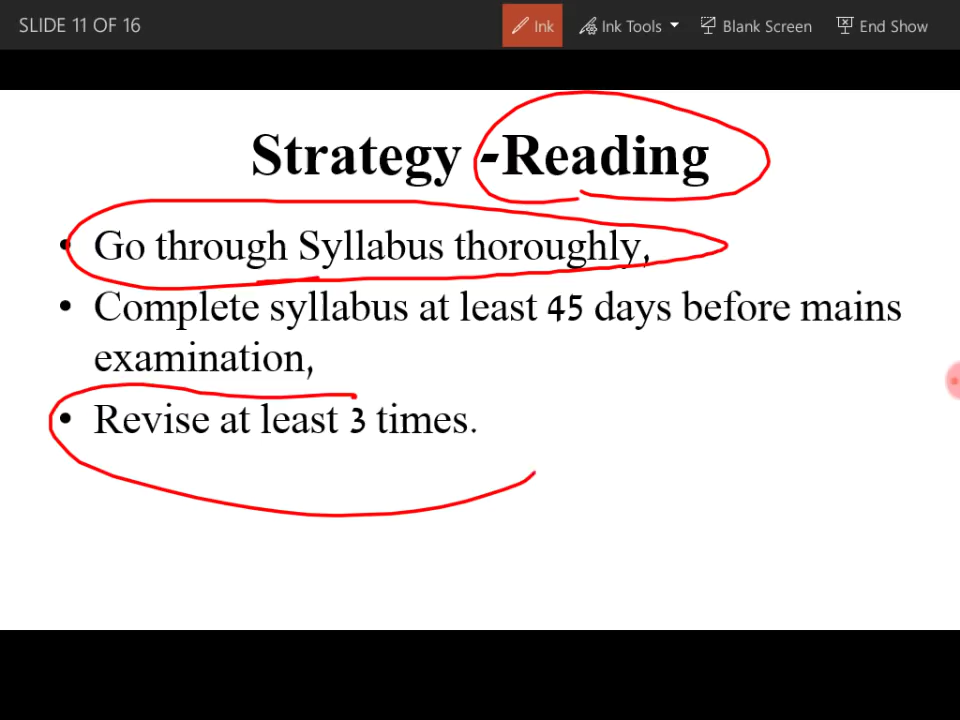 SLIDE 11 OF 16
Ink
Ink Tools
Blank Screen
End Show
Strategy -Reading
• Go through Syllabus thoroughly,
• Complete syllabus at least 45 days before mains
examination,
• Revise at least 3 times.